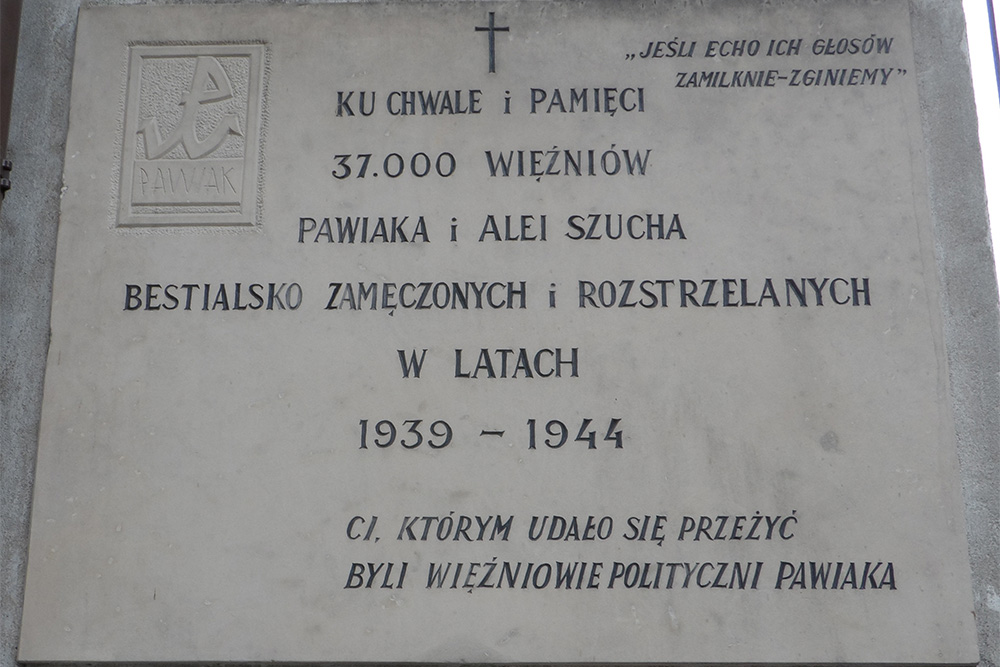 „JEŚLI ECHO ICH GŁOSÓW
ZAMILKNIE-ZGINIEMY”
PAWIAK
KU CHWALE i PAMIĘCI
37.000 WIĘŹNIÓW
PAWIAKA i ALEI SZUCHA
BESTIALSKO ZAMĘCZONYCH i ROZSTRZELANYCH
W LATACH
1939 – 1944
CI, KTÓRYM UDAŁO SIĘ PRZEŻYĆ
BYLI WIĘŹNIOWIE POLITYCZNI PAWIAKA